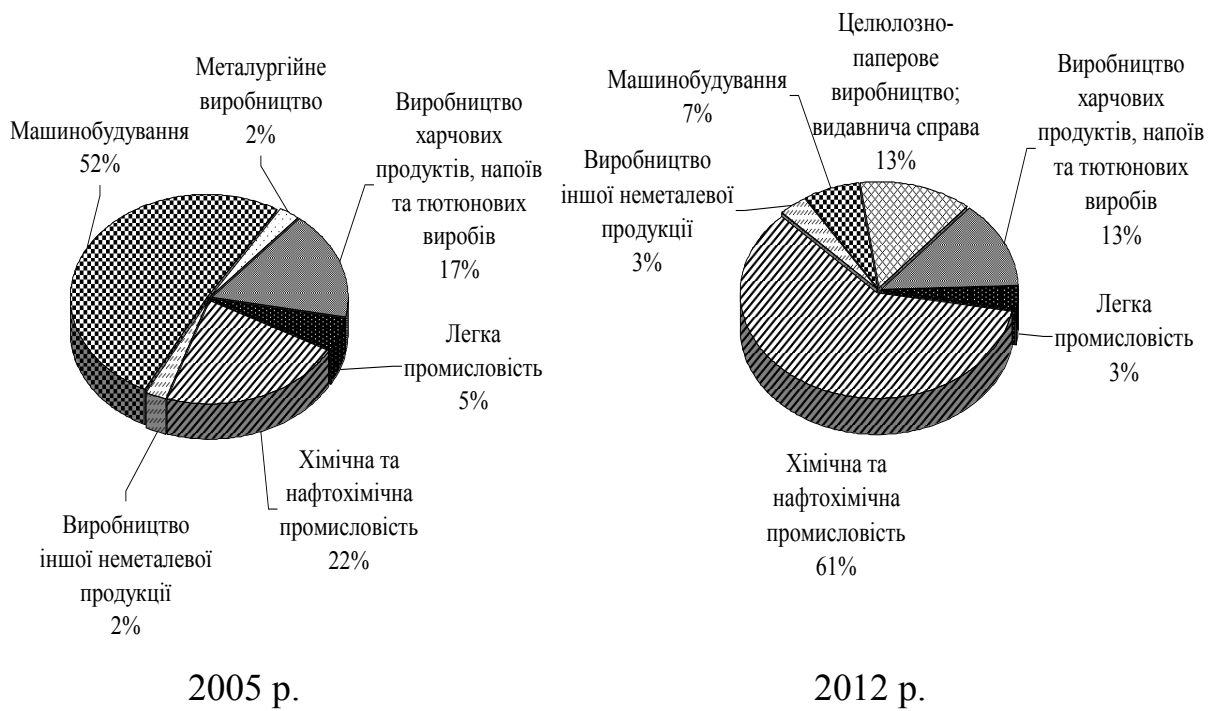 Металургійне
виробництво
2%
Машинобудування
52%
Виробництво
харчових
продуктів, напоїв
та тютюнових
виробів
17%
Легка
промисловість
5%
Хімічна та
нафтохімічна
промисловість
22%
Виробництво
іншої неметалевої
продукції
2%
2005 р.
Целюлозно-
паперове
виробництво;
видавнича справа
13%
Машинобудування
7%
Виробництво
іншої неметалевої
продукції
3%
Виробництво
харчових
продуктів, напоїв
та тютюнових
виробів
13%
Легка
промисловість
3%
Хімічна та
нафтохімічна
промисловість
61%
2012 р.